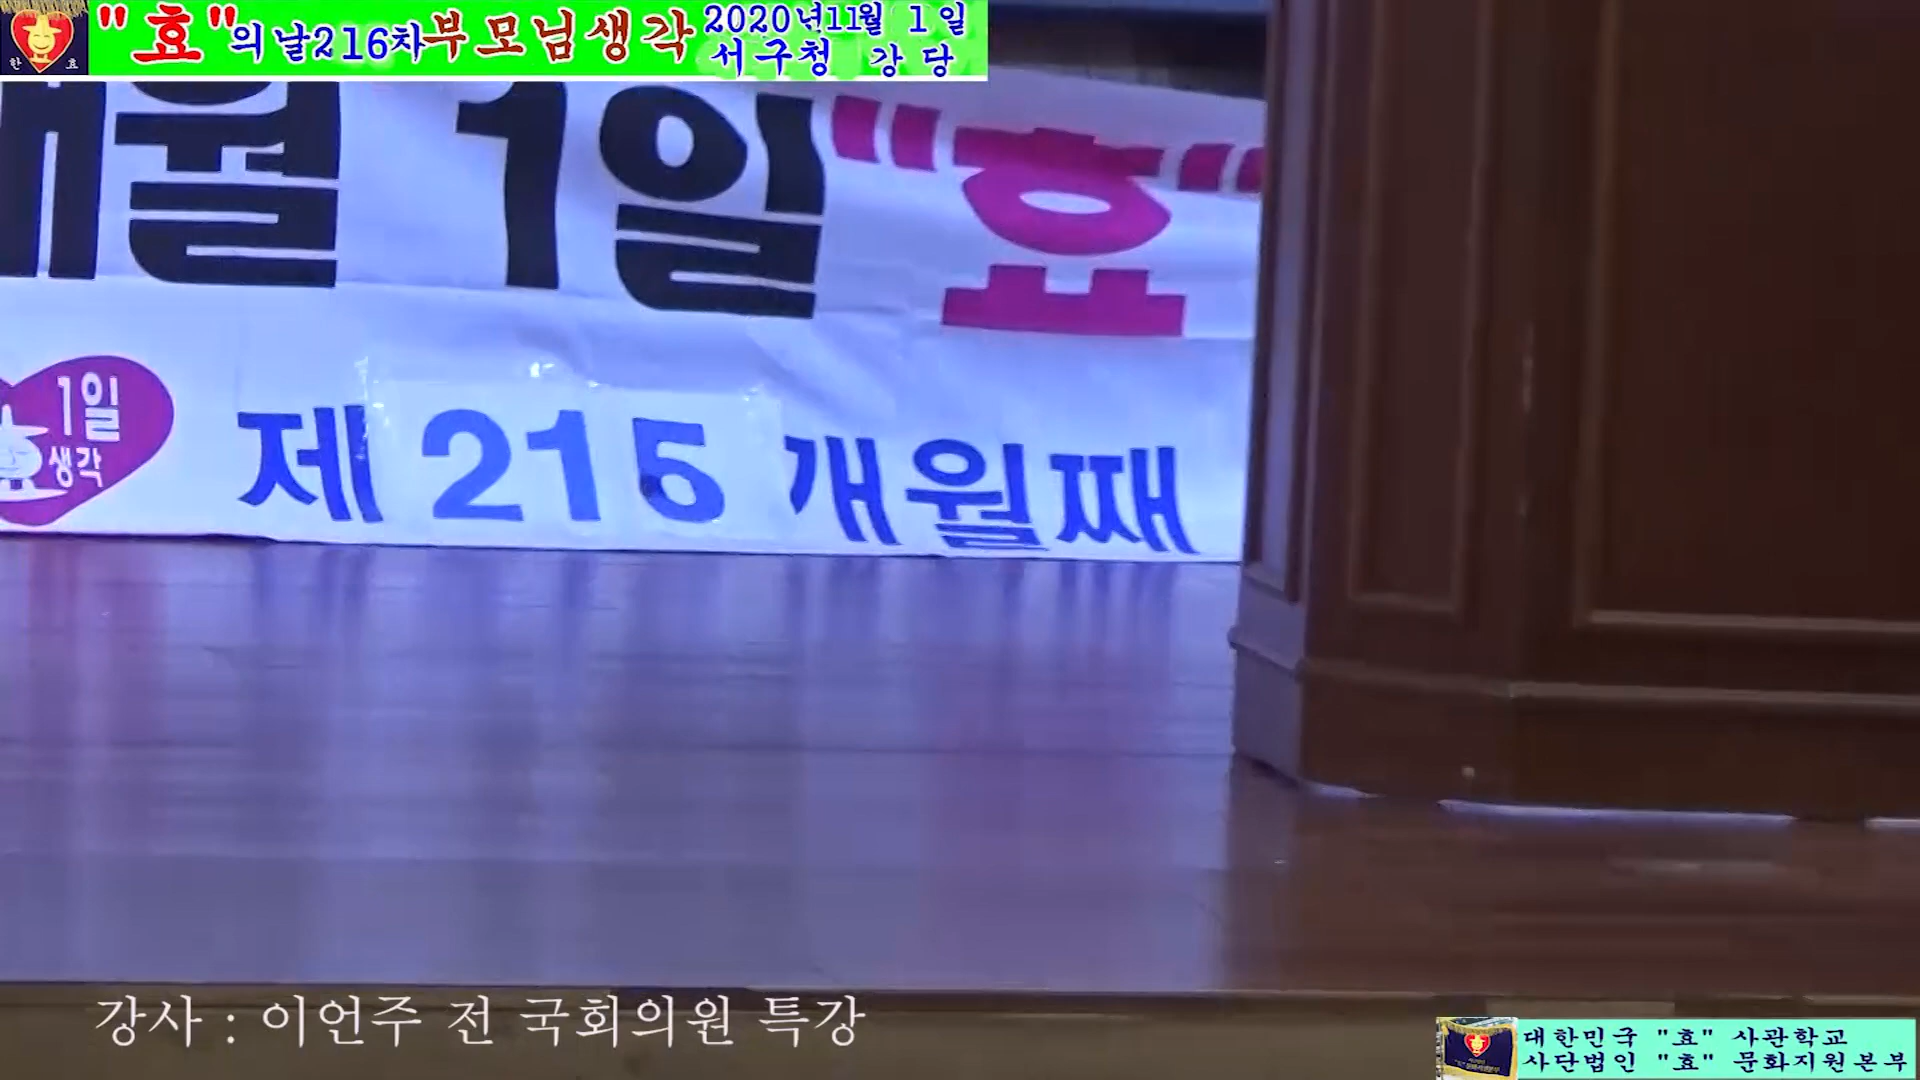 한 효
"효"의날216차부모님생각
2020년11월 1일
서구청 강당
매월 1일 "효"
1일
생각
제 215 개월째
강사 : 이언주 전 국회의원 특강
대한민국 "효" 사관학교
사단법인 "효" 문화지원본부